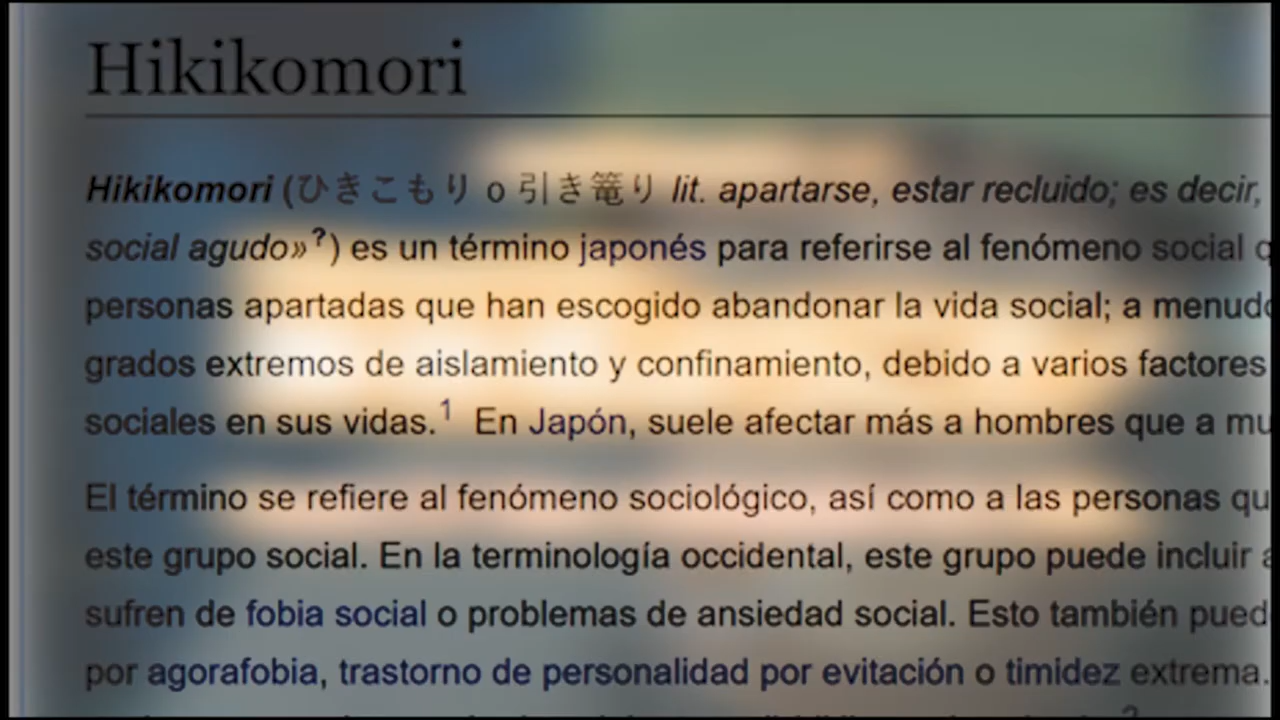 Hikikomori
Hikikomori (ひきこもり o 引き篭り lit. apartarse, estar recluido; es decir,
social agudo»?) es un término japonés para referirse al fenómeno social
personas apartadas que han escogido abandonar la vida social; a menudo
grados extremos de aislamiento y confinamiento, debido a varios factores
sociales en sus vidas.1 En Japón, suele afectar más a hombres que a mu
El término se refiere al fenómeno sociológico, así como a las personas qu
este grupo social. En la terminología occidental, este grupo puede incluir a
sufren de fobia social o problemas de ansiedad social. Esto también pued
por agorafobia, trastorno de personalidad por evitación o timidez extrema.